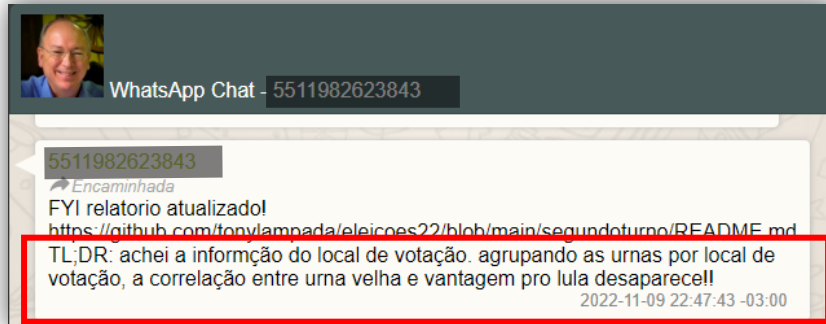 WhatsApp Chat - 5511982623843
5511982623843
Encaminhada
FYI relatorio atualizado!
https://github.com/tonylampada/eleicoes22/blob/main/segundoturno/README.md
TL;DR: achei a informção do local de votação. agrupando as urnas por local de
votação, a correlação entre urna velha e vantagem pro lula desaparece!!
2022-11-09 22:47:43 -03:00